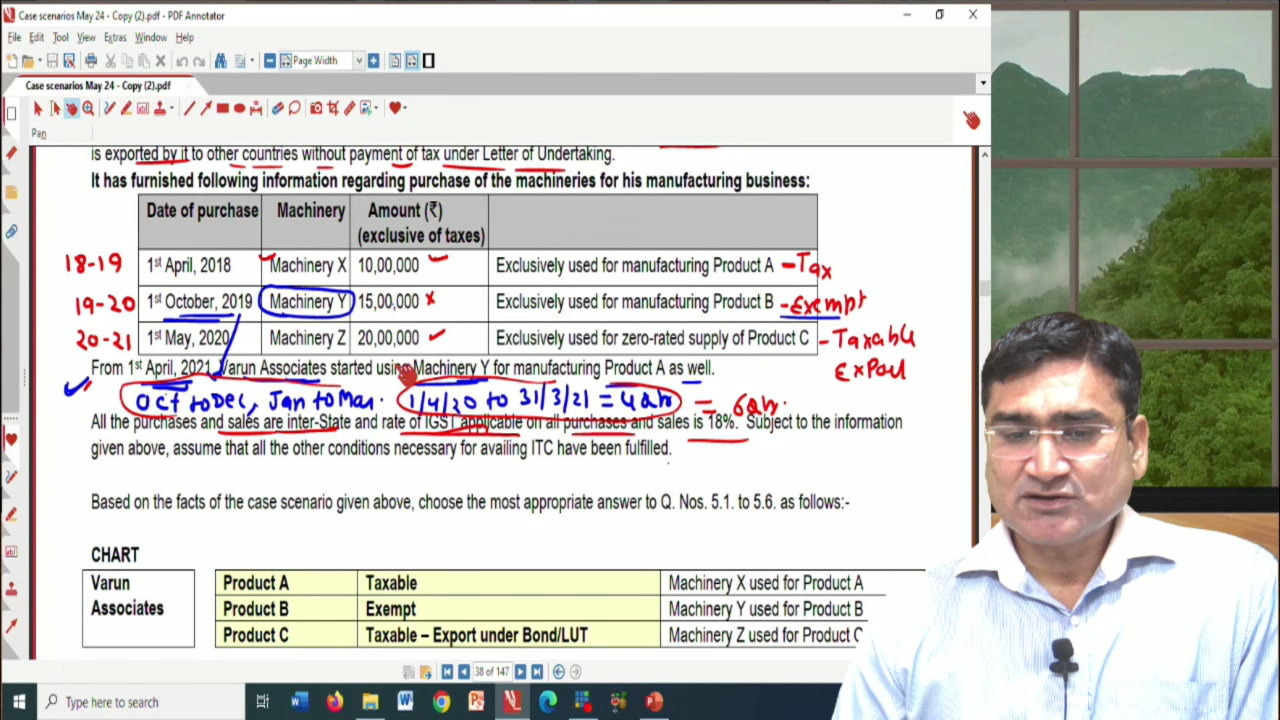 Case scenarios May 24 - Copy (2).pdf - PDF Annotator
File Edit Tool View Extras Window Help
Page Width
Case scenarios May 24 - Copy (2).pdf
Pan
is exported by it to other countries without payment of tax under Letter of Undertaking.
It has furnished following information regarding purchase of the machineries for his manufacturing business:
Date of purchase Machinery Amount (₹) (exclusive of taxes)
18-19 1st April, 2018 Machinery X 10,00,000 Exclusively used for manufacturing Product A - Tax
19-20 1st October, 2019 Machinery Y 15,00,000 x Exclusively used for manufacturing Product B - Exempt
20-21 1st May, 2020 Machinery Z 20,00,000 Exclusively used for zero-rated supply of Product C - Taxable
Export
From 1st April, 2021, Varun Associates started using Machinery Y for manufacturing Product A as well.
Oct to Dec, Jan to Mar. 1/4/20 to 31/3/21 = 4 Qtr = 6 Qtr.
All the purchases and sales are inter-State and rate of IGST applicable on all purchases and sales is 18%. Subject to the information
given above, assume that all the other conditions necessary for availing ITC have been fulfilled.
Based on the facts of the case scenario given above, choose the most appropriate answer to Q. Nos. 5.1. to 5.6. as follows:-
CHART
Varun Associates
Product A Taxable Machinery X used for Product A
Product B Exempt Machinery Y used for Product B
Product C Taxable – Export under Bond/LUT Machinery Z used for Product C
38 of 147
Type here to search